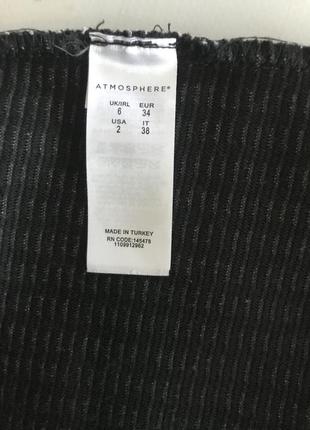 ATMOSPHERE®
UK/IRL EUR
6 34
USA IT
2 38
MADE IN TURKEY
RN CODE:145478
1109912962